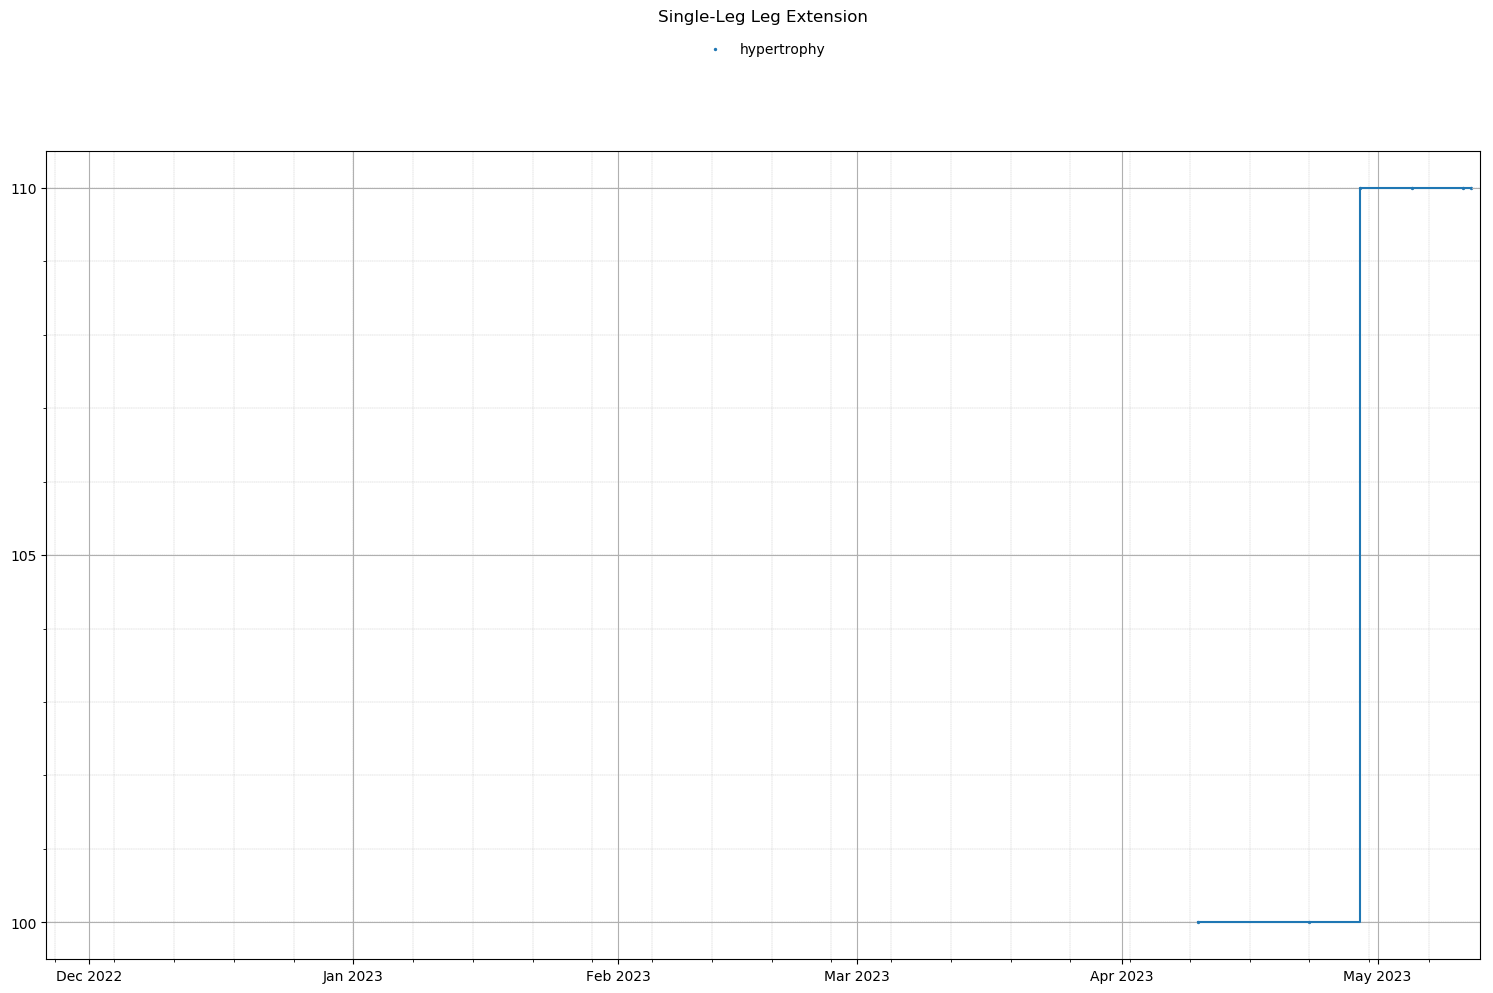 Single-Leg Leg Extension
hypertrophy
110
105
100
Dec 2022
Jan 2023
Feb 2023
Mar 2023
Apr 2023
May 2023